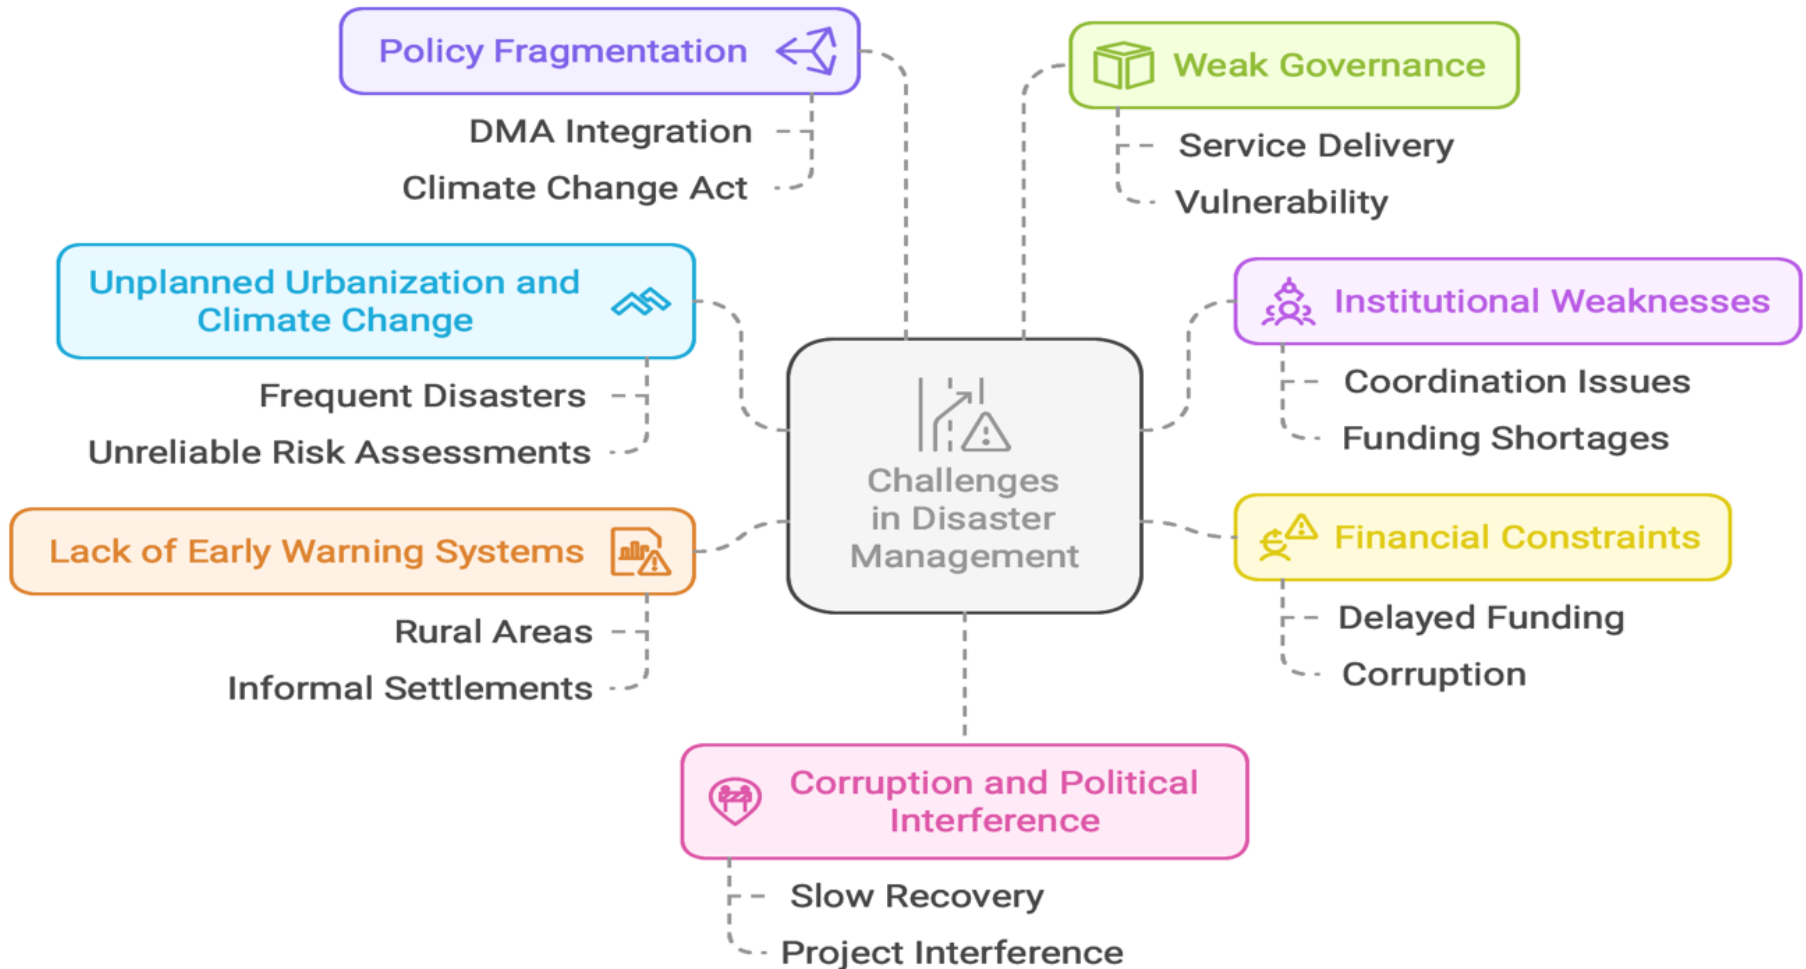 Policy Fragmentation
DMA Integration
Climate Change Act
Weak Governance
Service Delivery
Vulnerability
Unplanned Urbanization and
Climate Change
Frequent Disasters
Unreliable Risk Assessments
Institutional Weaknesses
Coordination Issues
Funding Shortages
Challenges
in Disaster
Management
Lack of Early Warning Systems
Rural Areas
Informal Settlements
Financial Constraints
Delayed Funding
Corruption
Corruption and Political
Interference
Slow Recovery
Project Interference